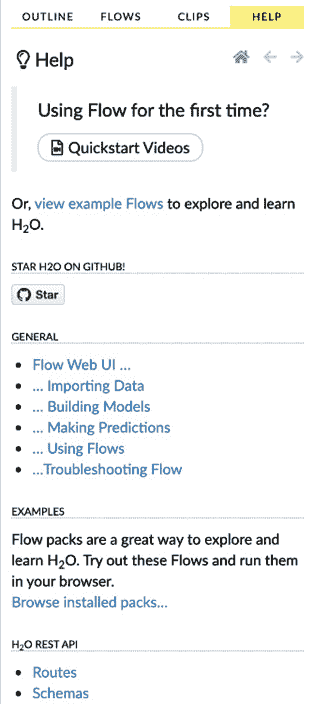 OUTLINE FLOWS CLIPS HELP
Help
Using Flow for the first time?
Quickstart Videos
Or, view example Flows to explore and learn
H₂O.
STAR H2O ON GITHUB!
Star
GENERAL
Flow Web UI ...
... Importing Data
... Building Models
... Making Predictions
... Using Flows
...Troubleshooting Flow
EXAMPLES
Flow packs are a great way to explore and
learn H₂O. Try out these Flows and run them
in your browser.
Browse installed packs...
H₂O REST API
Routes
Schemas